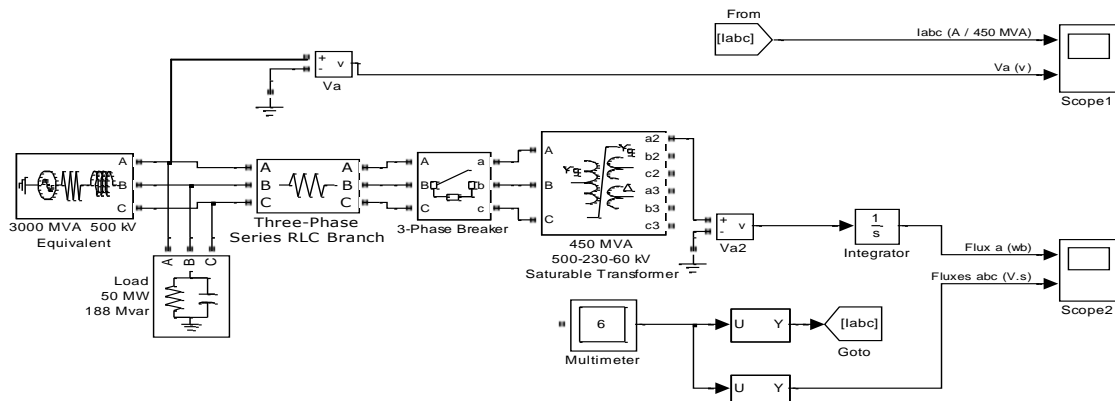 From
[Iabc]
Iabc (A / 450 MVA)
Va (v)
Scope1
+
-
v
Va
A
B
C
3000 MVA 500 kV
Equivalent
A
B
C
A
B
C
Three-Phase
Series RLC Branch
A
B
C
a
b
c
3-Phase Breaker
A
B
C
Yg
Yg
Δ
a2
b2
c2
a3
b3
c3
450 MVA
500-230-60 kV
Saturable Transformer
+
-
v
Va2
1
s
Integrator
Flux a (wb)
Fluxes abc (V.s)
Scope2
A B C
Load
50 MW
188 Mvar
6
Multimeter
U Y
[Iabc]
Goto
U Y